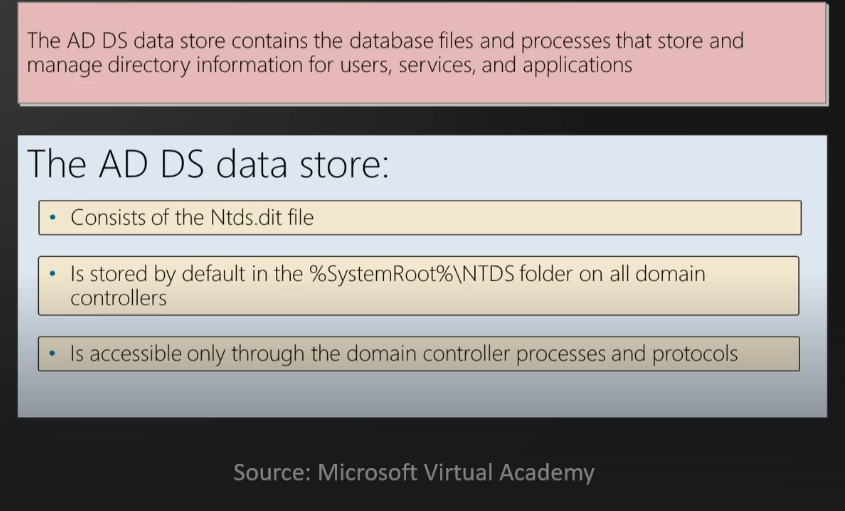 The AD DS data store contains the database files and processes that store and
manage directory information for users, services, and applications
The AD DS data store:
• Consists of the Ntds.dit file
• Is stored by default in the %SystemRoot%\NTDS folder on all domain
controllers
• Is accessible only through the domain controller processes and protocols
Source: Microsoft Virtual Academy